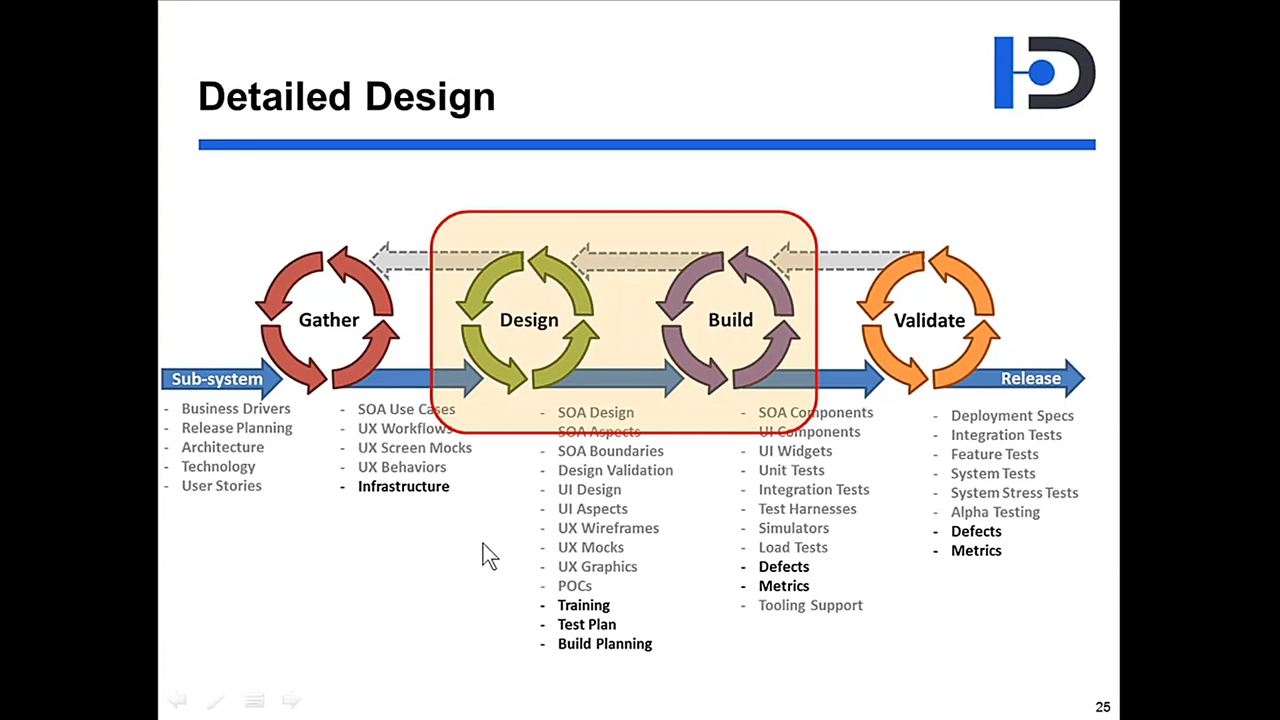 Detailed Design
Gather
Design
Build
Validate
Sub-system
Release
- Business Drivers
- Release Planning
- Architecture
- Technology
- User Stories
- SOA Use Cases
- UX Workflows
- UX Screen Mocks
- UX Behaviors
- Infrastructure
- SOA Design
- SOA Aspects
- SOA Boundaries
- Design Validation
- UI Design
- UI Aspects
- UX Wireframes
- UX Mocks
- UX Graphics
- POCs
- Training
- Test Plan
- Build Planning
- SOA Components
- UI Components
- UI Widgets
- Unit Tests
- Integration Tests
- Test Harnesses
- Simulators
- Load Tests
- Defects
- Metrics
- Tooling Support
- Deployment Specs
- Integration Tests
- Feature Tests
- System Tests
- System Stress Tests
- Alpha Testing
- Defects
- Metrics
25